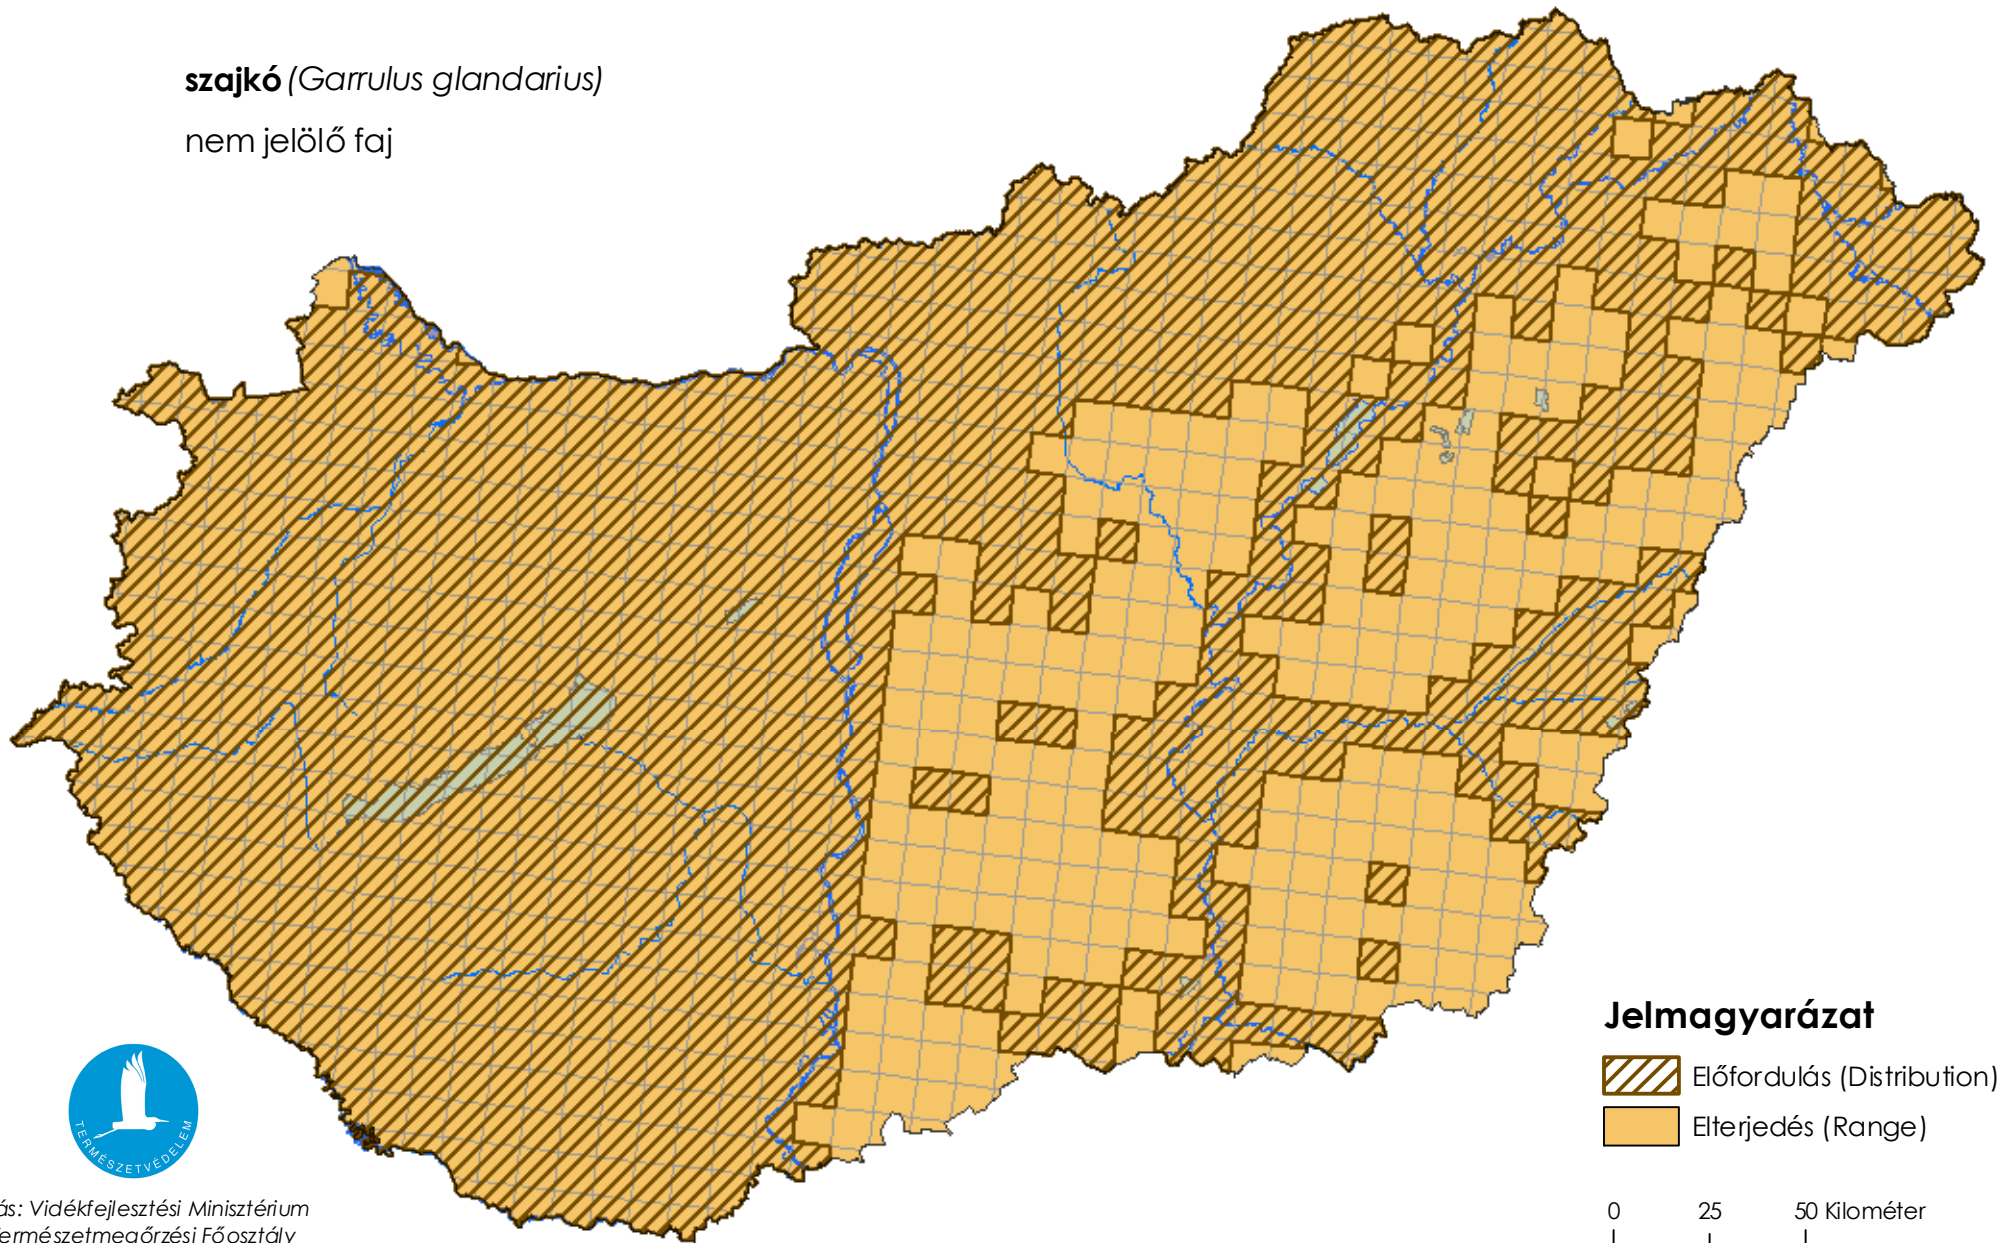 szajkó (Garrulus glandarius)
nem jelölő faj
Jelmagyarázat
Előfordulás (Distribution)
Elterjedés (Range)
0 25 50 Kilométer
TERMÉSZETVÉDELEM
ás: Vidékfejlesztési Minisztérium
ermészetmegőrzési Főosztály